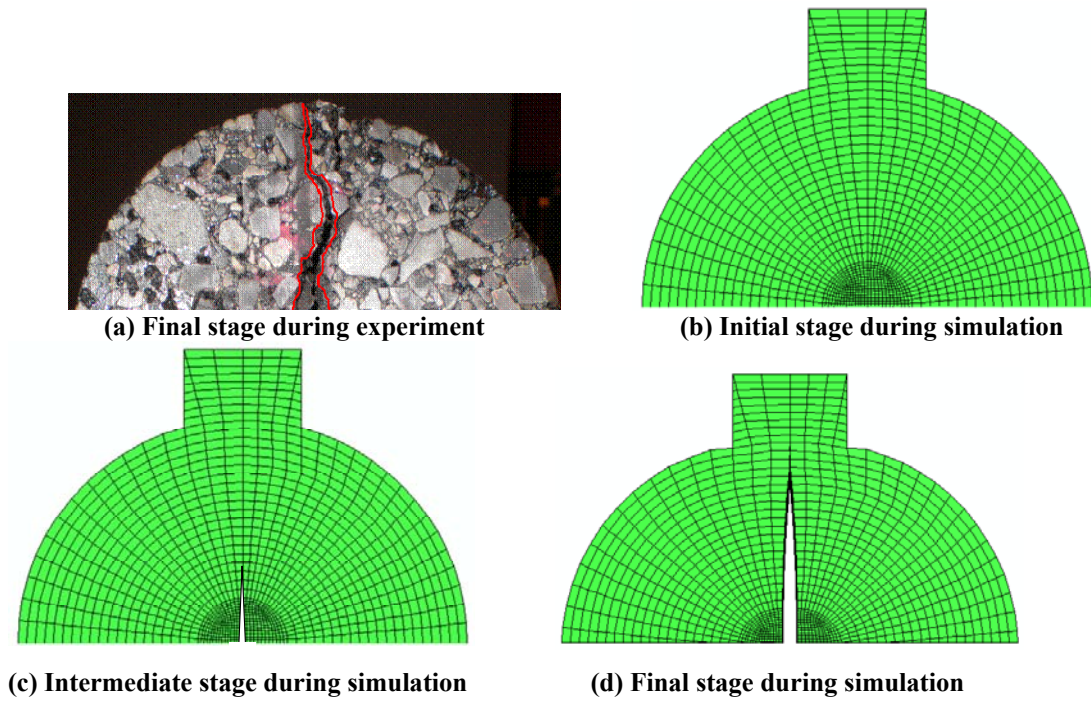 (a) Final stage during experiment
(b) Initial stage during simulation
(c) Intermediate stage during simulation
(d) Final stage during simulation